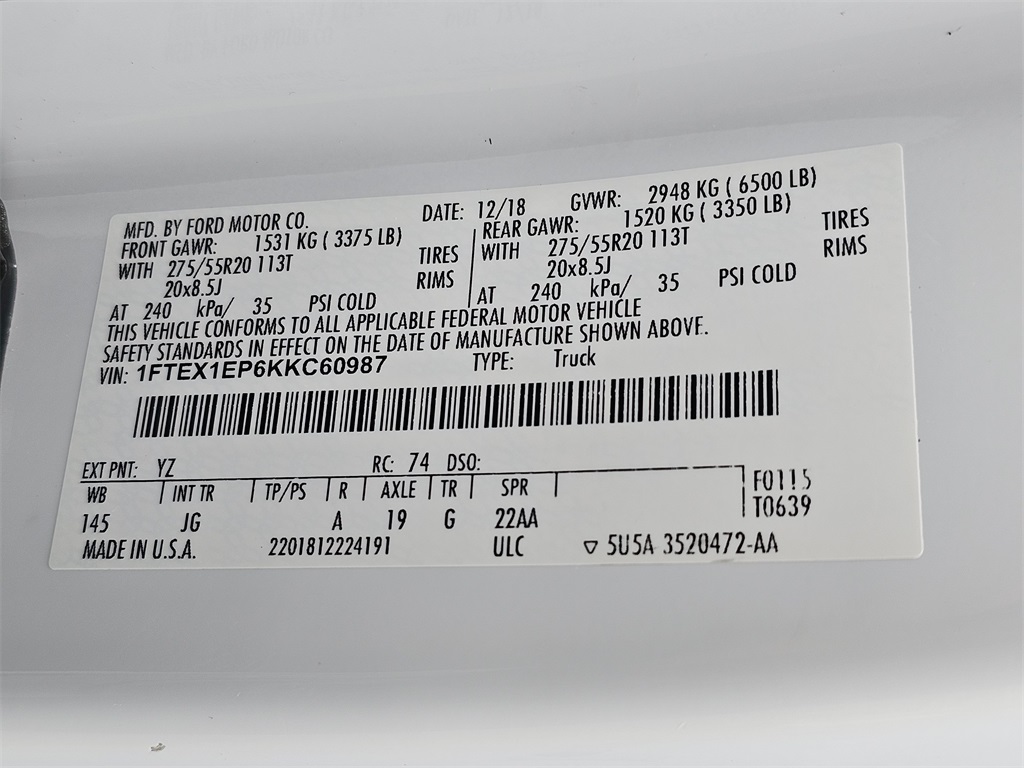 MFD. BY FORD MOTOR CO. DATE: 12/18 GVWR: 2948 KG ( 6500 LB)
FRONT GAWR: 1531 KG ( 3375 LB) REAR GAWR: 1520 KG ( 3350 LB)
WITH 275/55R20 113T TIRES WITH 275/55R20 113T TIRES
20x8.5J RIMS 20x8.5J RIMS
AT 240 kPa/ 35 PSI COLD AT 240 kPa/ 35 PSI COLD
THIS VEHICLE CONFORMS TO ALL APPLICABLE FEDERAL MOTOR VEHICLE
SAFETY STANDARDS IN EFFECT ON THE DATE OF MANUFACTURE SHOWN ABOVE.
VIN: 1FTEX1EP6KKC60987 TYPE: Truck
EXT PNT: YZ RC: 74 DSO:
WB INT TR TP/PS R AXLE TR SPR F0115
145 JG A 19 G 22AA T0639
MADE IN U.S.A. 2201812224191 ULC ▽ 5U5A 3520472-AA